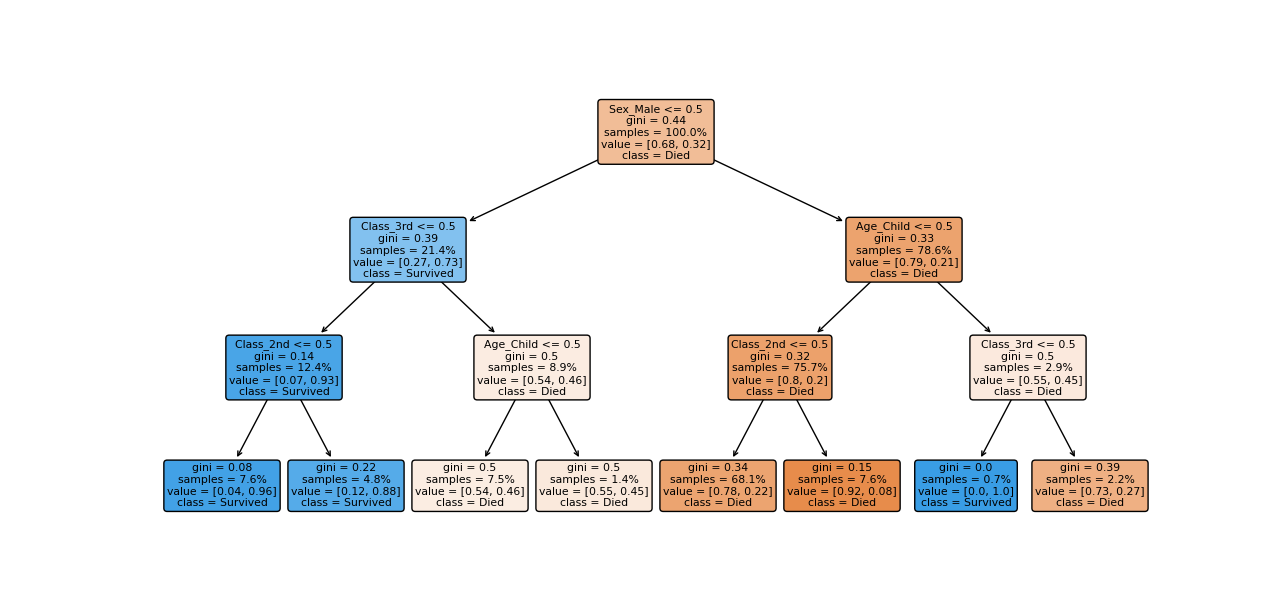 Sex_Male <= 0.5
gini = 0.44
samples = 100.0%
value = [0.68, 0.32]
class = Died
Class_3rd <= 0.5
gini = 0.39
samples = 21.4%
value = [0.27, 0.73]
class = Survived
Age_Child <= 0.5
gini = 0.33
samples = 78.6%
value = [0.79, 0.21]
class = Died
Class_2nd <= 0.5
gini = 0.14
samples = 12.4%
value = [0.07, 0.93]
class = Survived
Age_Child <= 0.5
gini = 0.5
samples = 8.9%
value = [0.54, 0.46]
class = Died
Class_2nd <= 0.5
gini = 0.32
samples = 75.7%
value = [0.8, 0.2]
class = Died
Class_3rd <= 0.5
gini = 0.5
samples = 2.9%
value = [0.55, 0.45]
class = Died
gini = 0.08
samples = 7.6%
value = [0.04, 0.96]
class = Survived
gini = 0.22
samples = 4.8%
value = [0.12, 0.88]
class = Survived
gini = 0.5
samples = 7.5%
value = [0.54, 0.46]
class = Died
gini = 0.5
samples = 1.4%
value = [0.55, 0.45]
class = Died
gini = 0.34
samples = 68.1%
value = [0.78, 0.22]
class = Died
gini = 0.15
samples = 7.6%
value = [0.92, 0.08]
class = Died
gini = 0.0
samples = 0.7%
value = [0.0, 1.0]
class = Survived
gini = 0.39
samples = 2.2%
value = [0.73, 0.27]
class = Died